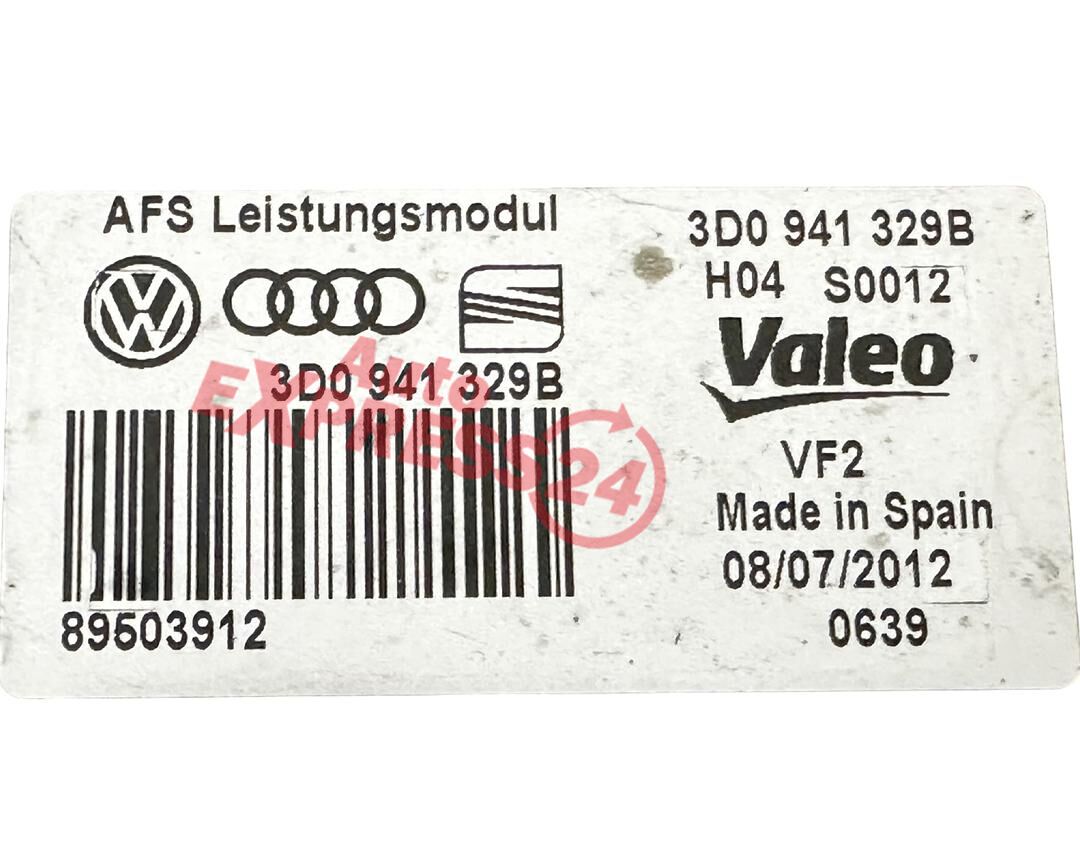 AFS Leistungsmodul
3D0 941 329B
3D0 941 329B
H04 S0012
Valeo
VF2
Made in Spain
08/07/2012
0639
89503912
Auto
EXPRESS24